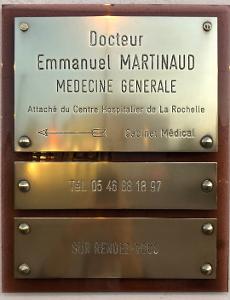 Docteur
Emmanuel MARTINAUD
MEDECINE GENERALE
Attaché du Centre Hospitalier de La Rochelle
Cabinet Médical
Tél. 05 46 68 18 97
SUR RENDEZ-VOUS